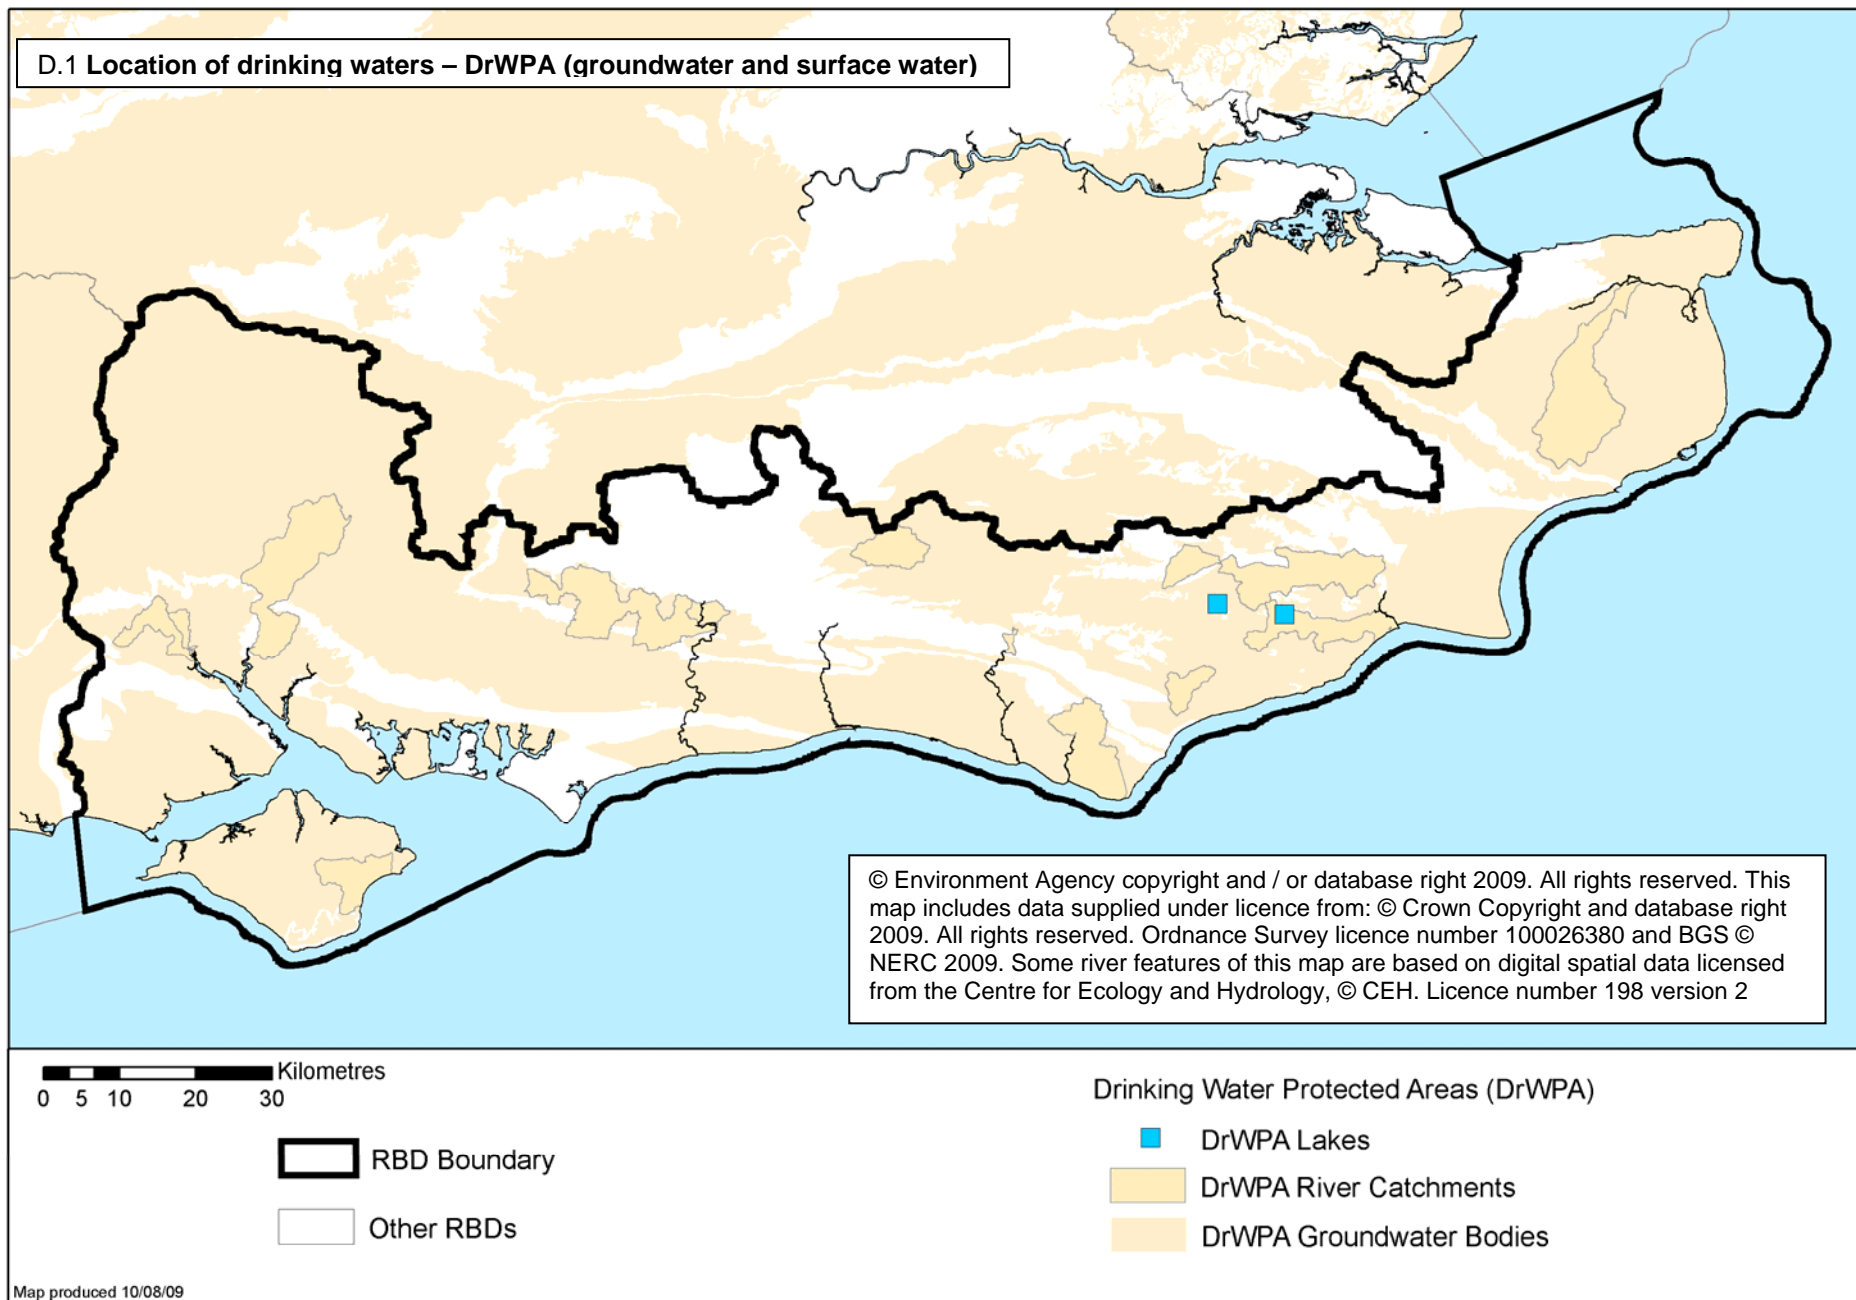 D.1 Location of drinking waters – DrWPA (groundwater and surface water)
© Environment Agency copyright and / or database right 2009. All rights reserved. This
map includes data supplied under licence from: © Crown Copyright and database right
2009. All rights reserved. Ordnance Survey licence number 100026380 and BGS ©
NERC 2009. Some river features of this map are based on digital spatial data licensed
from the Centre for Ecology and Hydrology, © CEH. Licence number 198 version 2
Kilometres
0 5 10 20 30
RBD Boundary
Other RBDs
Drinking Water Protected Areas (DrWPA)
DrWPA Lakes
DrWPA River Catchments
DrWPA Groundwater Bodies
Map produced 10/08/09